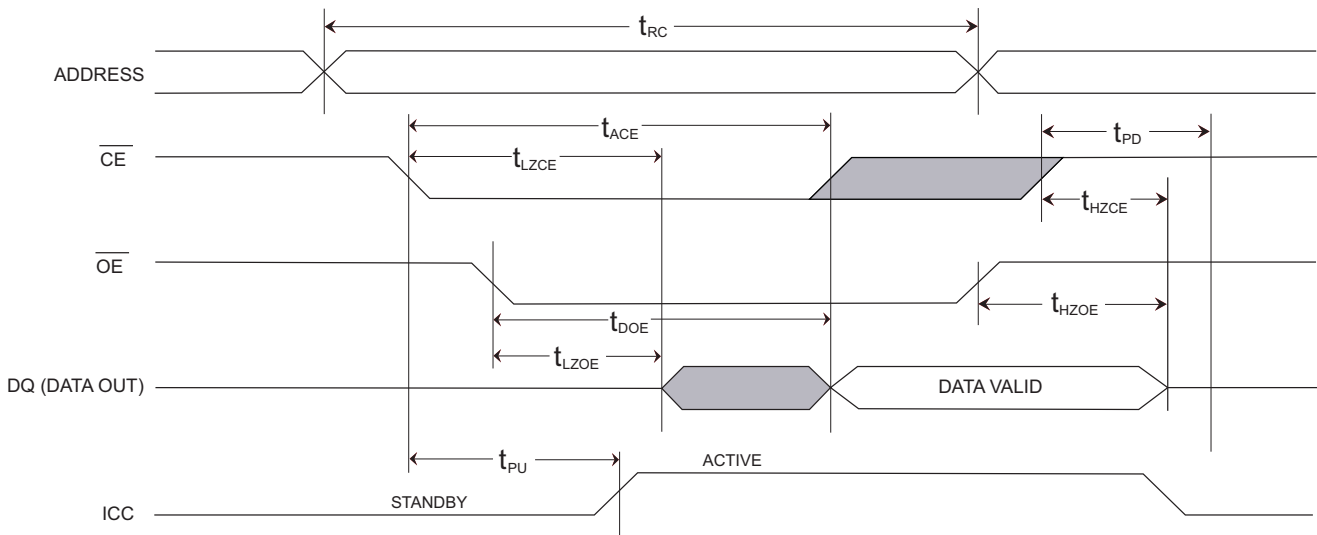 tRC
ADDRESS
tACE
tPD
CE
tLZCE
tHZCE
OE
tHZOE
tDOE
tLZOE
DQ (DATA OUT)
DATA VALID
tPU
ACTIVE
STANDBY
ICC